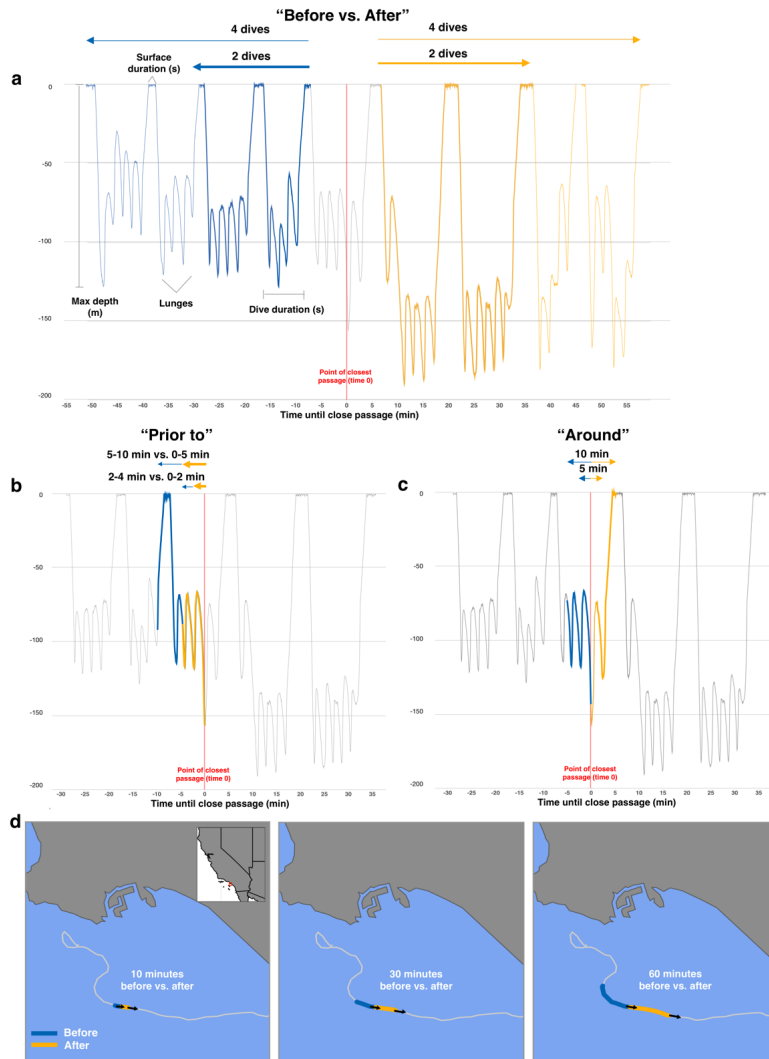 “Before vs. After”
4 dives
4 dives
2 dives
2 dives
Surface
duration (s)
a
0
-50
-100
-150
-200
Max depth
(m)
Lunges
Dive duration (s)
Point of closest
passage (time 0)
-55 -50 -45 -40 -35 -30 -25 -20 -15 -10 -5 0 5 10 15 20 25 30 35 40 45 50 55
Time until close passage (min)
“Prior to”
5-10 min vs. 0-5 min
2-4 min vs. 0-2 min
b
0
-50
-100
-150
-200
Point of closest
passage (time 0)
-30 -25 -20 -15 -10 -5 0 5 10 15 20 25 30 35
Time until close passage (min)
“Around”
10 min
5 min
c
0
-50
-100
-150
-200
Point of closest
passage (time 0)
-30 -25 -20 -15 -10 -5 0 5 10 15 20 25 30 35
Time until close passage (min)
d
10 minutes
before vs. after
Before
After
30 minutes
before vs. after
60 minutes
before vs. after